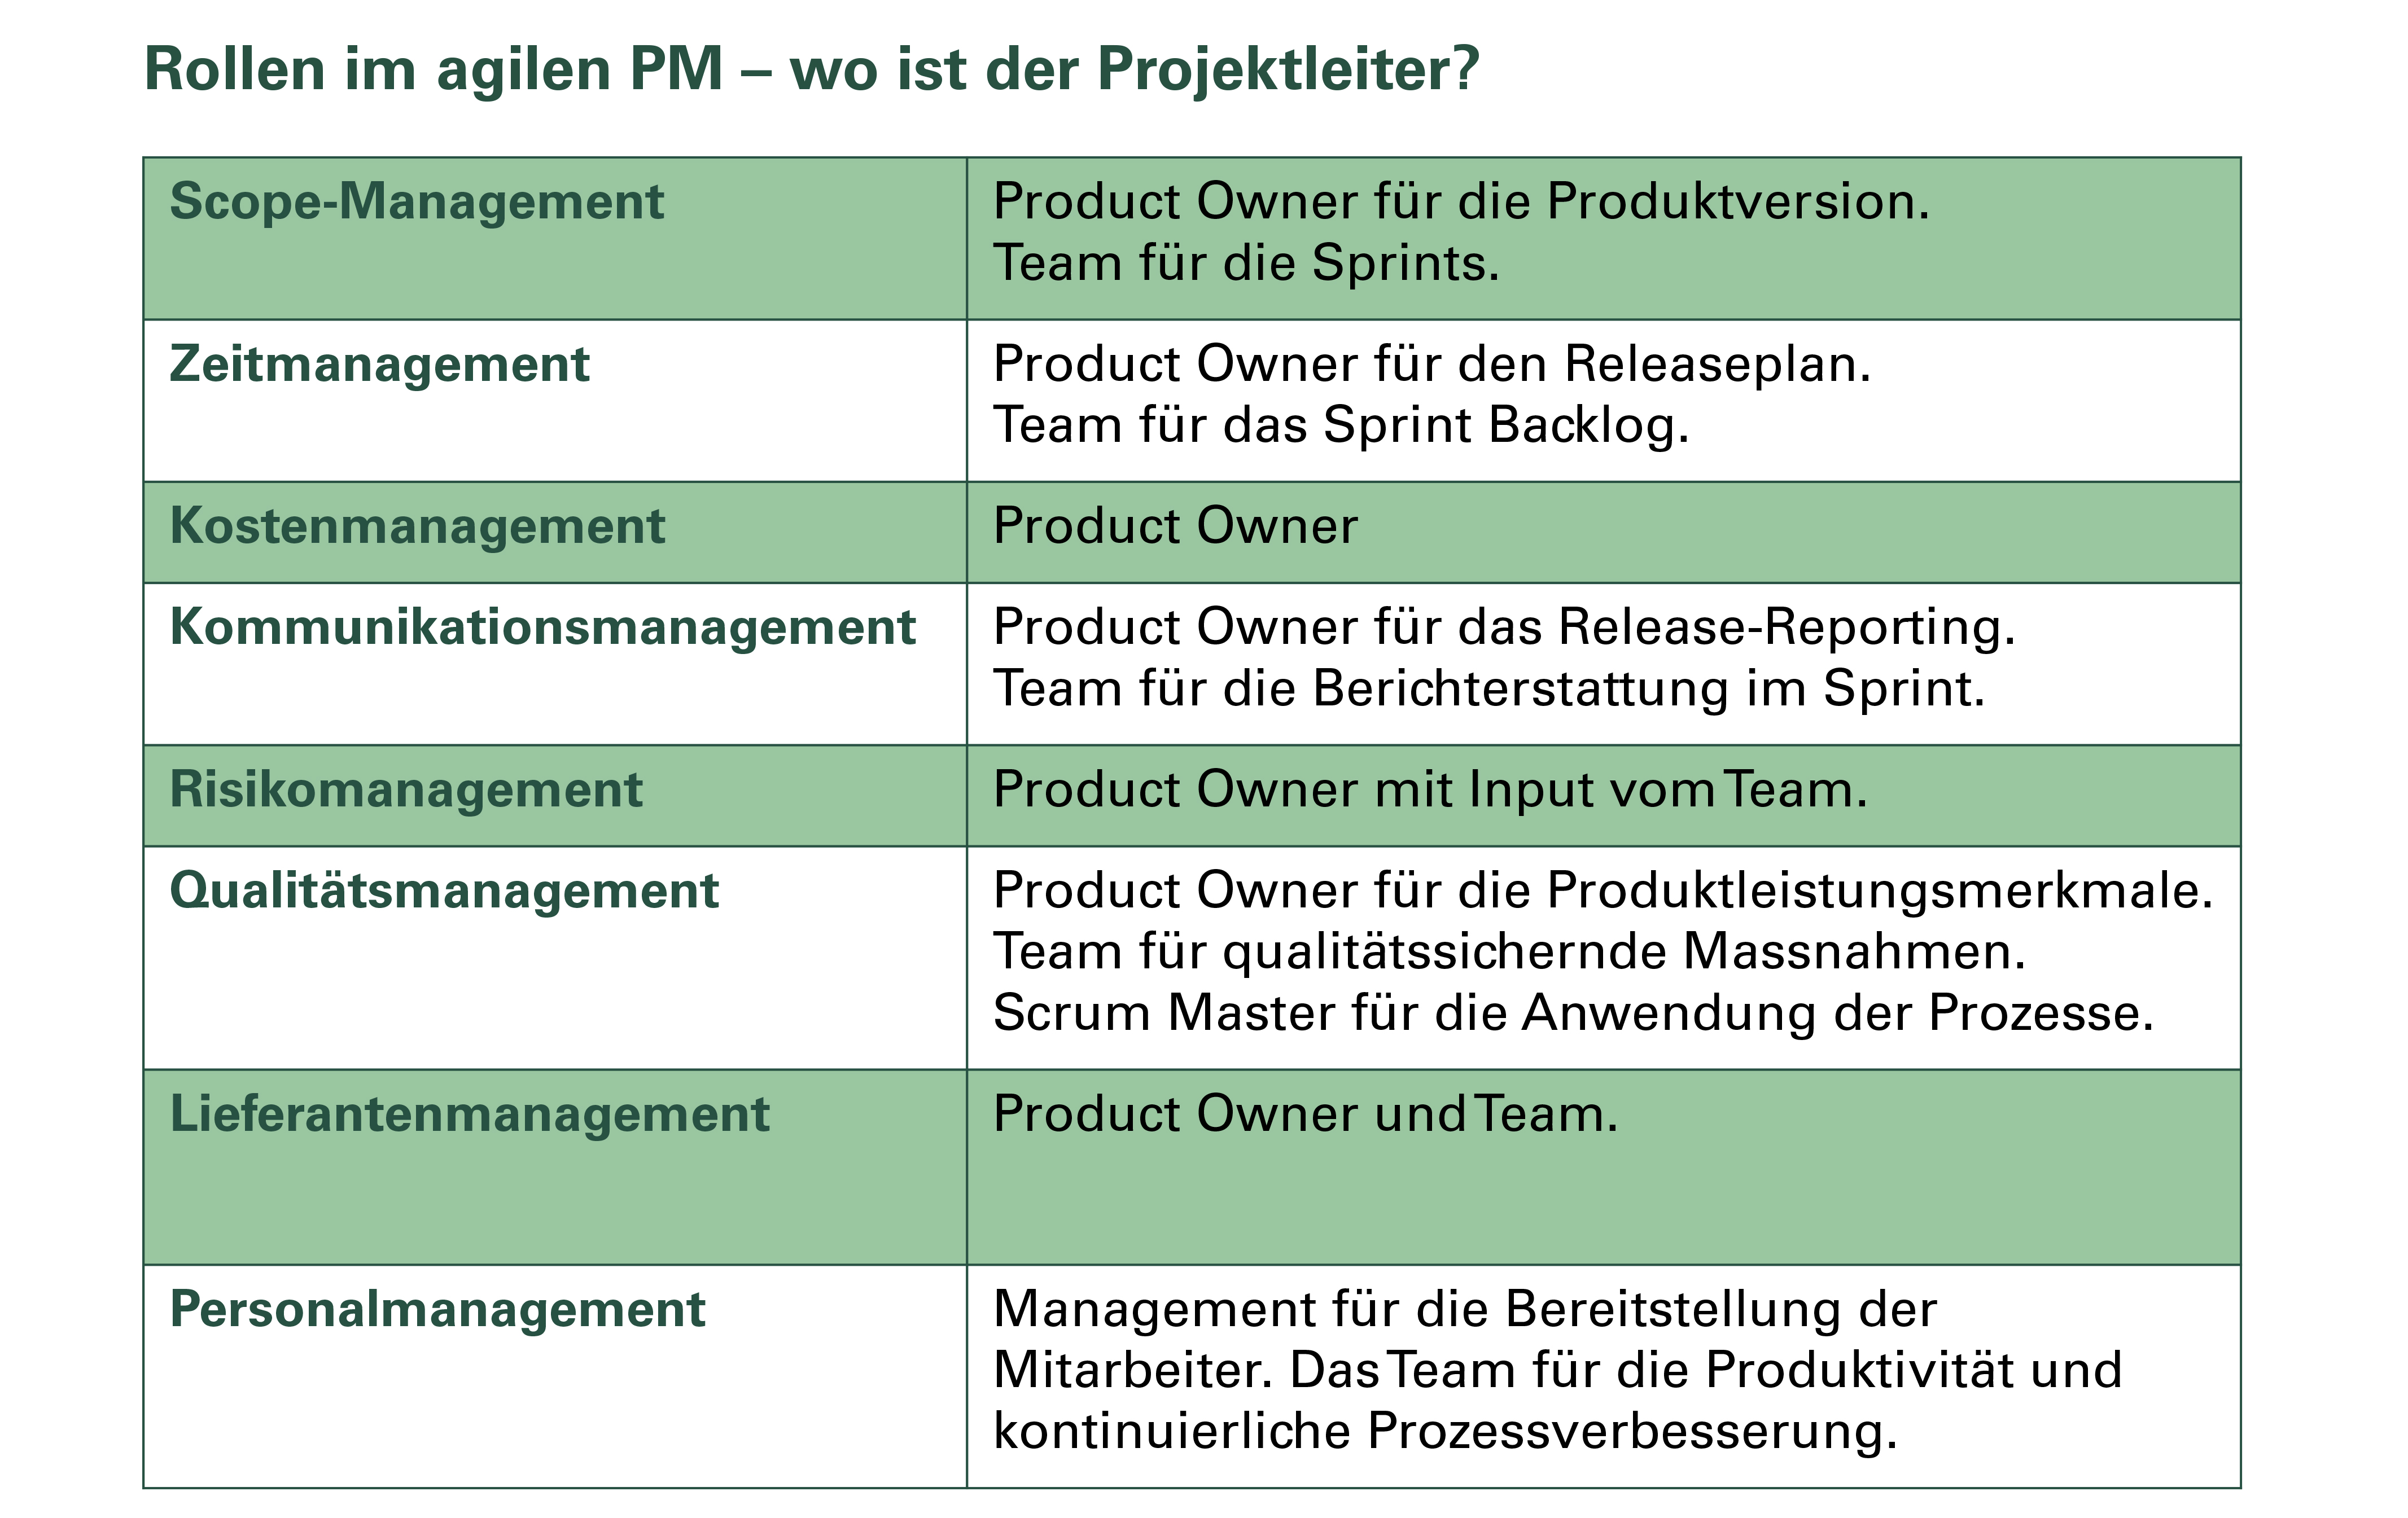 Rollen im agilen PM – wo ist der Projektleiter?
Scope-Management
Product Owner für die Produktversion.
Team für die Sprints.
Zeitmanagement
Product Owner für den Releaseplan.
Team für das Sprint Backlog.
Kostenmanagement
Product Owner
Kommunikationsmanagement
Product Owner für das Release-Reporting.
Team für die Berichterstattung im Sprint.
Risikomanagement
Product Owner mit Input vom Team.
Qualitätsmanagement
Product Owner für die Produktleistungsmerkmale.
Team für qualitätssichernde Massnahmen.
Scrum Master für die Anwendung der Prozesse.
Lieferantenmanagement
Product Owner und Team.
Personalmanagement
Management für die Bereitstellung der
Mitarbeiter. Das Team für die Produktivität und
kontinuierliche Prozessverbesserung.